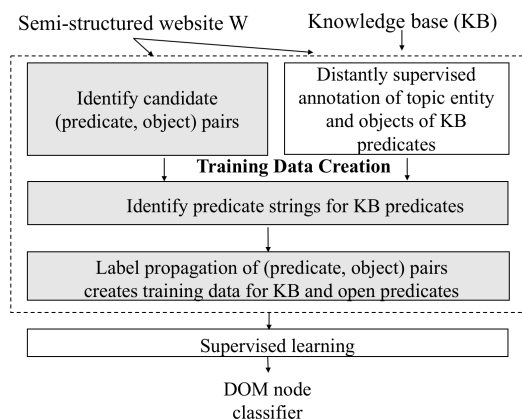 Semi-structured website W
Knowledge base (KB)
Identify candidate
(predicate, object) pairs
Distantly supervised
annotation of topic entity
and objects of KB
predicates
Training Data Creation
Identify predicate strings for KB predicates
Label propagation of (predicate, object) pairs
creates training data for KB and open predicates
Supervised learning
DOM node
classifier